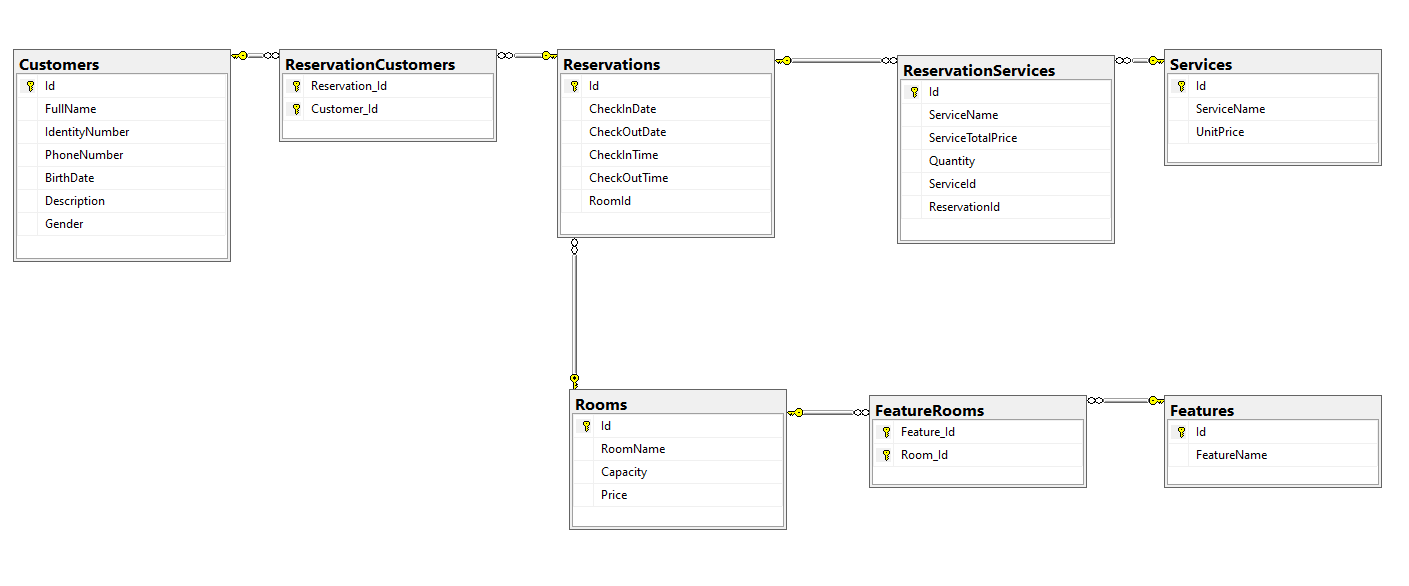 Customers
Id
FullName
IdentityNumber
PhoneNumber
BirthDate
Description
Gender
ReservationCustomers
Reservation_Id
Customer_Id
Reservations
Id
CheckInDate
CheckOutDate
CheckInTime
CheckOutTime
RoomId
ReservationServices
Id
ServiceName
ServiceTotalPrice
Quantity
ServiceId
ReservationId
Services
Id
ServiceName
UnitPrice
Rooms
Id
RoomName
Capacity
Price
FeatureRooms
Feature_Id
Room_Id
Features
Id
FeatureName